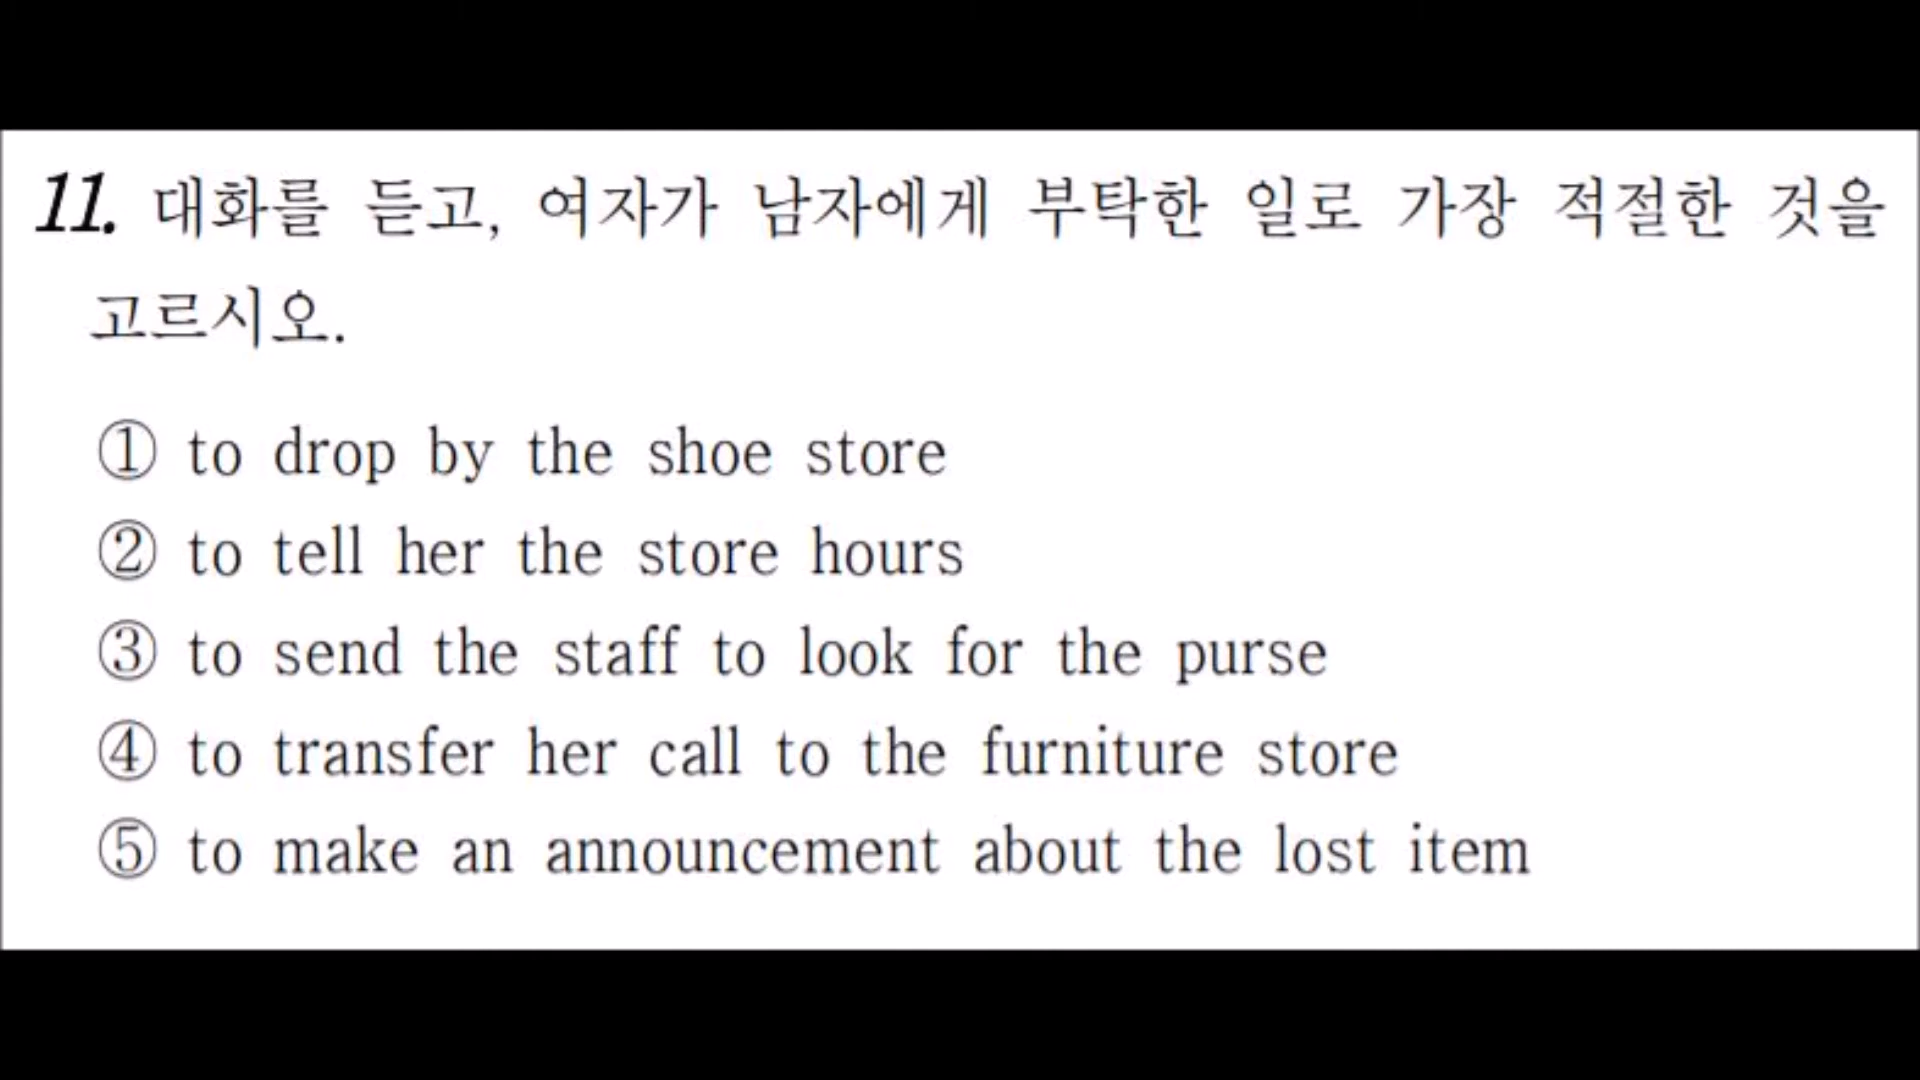 11. 대화를 듣고, 여자가 남자에게 부탁한 일로 가장 적절한 것을
고르시오.
① to drop by the shoe store
② to tell her the store hours
③ to send the staff to look for the purse
④ to transfer her call to the furniture store
⑤ to make an announcement about the lost item